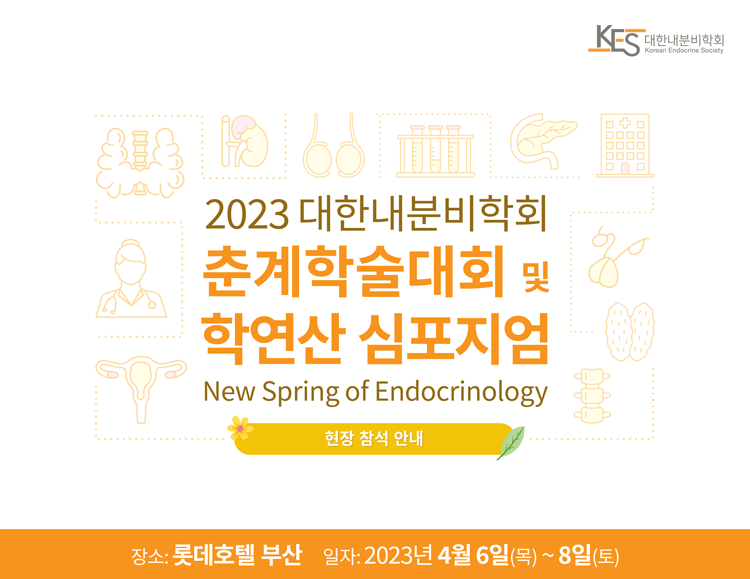 KES 대한내분비학회
Korean Endocrine Society
2023 대한내분비학회
춘계학술대회 및
학연산 심포지엄
New Spring of Endocrinology
현장 참석 안내
장소: 롯데호텔 부산 일자: 2023년 4월 6일(목) ~ 8일(토)